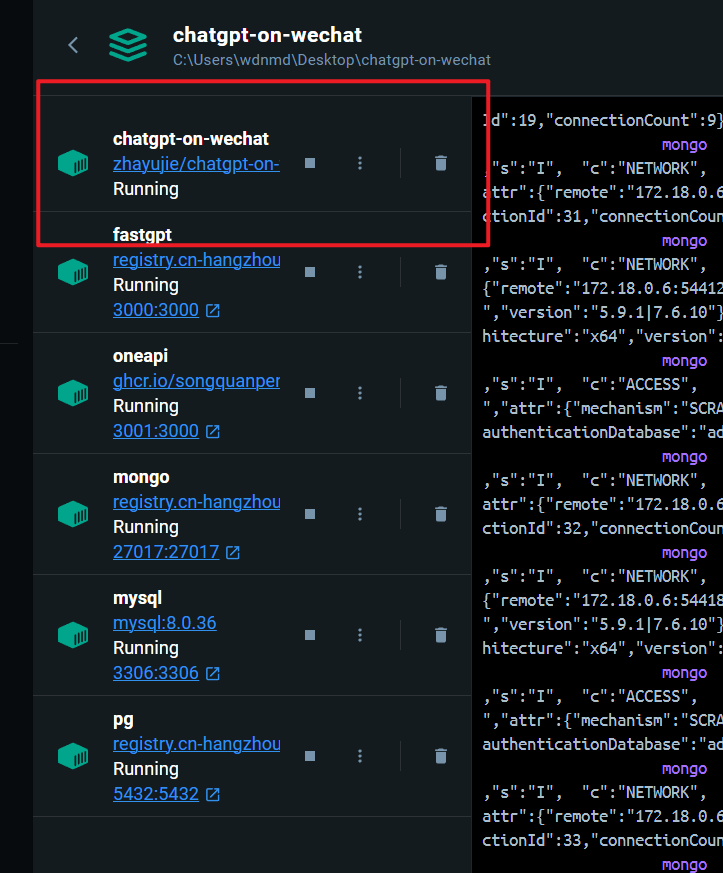 chatgpt-on-wechat
C:\Users\wdnmd\Desktop\chatgpt-on-wechat
chatgpt-on-wechat
zhayujie/chatgpt-on-
Running
fastgpt
registry.cn-hangzhou
Running
3000:3000
oneapi
ghcr.io/songquanper
Running
3001:3000
mongo
registry.cn-hangzhou
Running
27017:27017
mysql
mysql:8.0.36
Running
3306:3306
pg
registry.cn-hangzhou
Running
5432:5432
Id":19,"connectionCount":9}
mongo
,"s":"I", "c":"NETWORK",
attr":{"remote":"172.18.0.6
ctionId":31,"connectionCoun
mongo
,"s":"I", "c":"NETWORK",
{"remote":"172.18.0.6:54412
","version":"5.9.1|7.6.10"}
hitecture":"x64","version":
mongo
,"s":"I", "c":"ACCESS",
","attr":{"mechanism":"SCRA
authenticationDatabase":"ad
mongo
,"s":"I", "c":"NETWORK",
attr":{"remote":"172.18.0.6
ctionId":32,"connectionCoun
mongo
,"s":"I", "c":"NETWORK",
{"remote":"172.18.0.6:54418
","version":"5.9.1|7.6.10"}
hitecture":"x64","version":
mongo
,"s":"I", "c":"ACCESS",
","attr":{"mechanism":"SCRA
authenticationDatabase":"ad
mongo
,"s":"I", "c":"NETWORK",
attr":{"remote":"172.18.0.6
ctionId":33,"connectionCoun
mongo